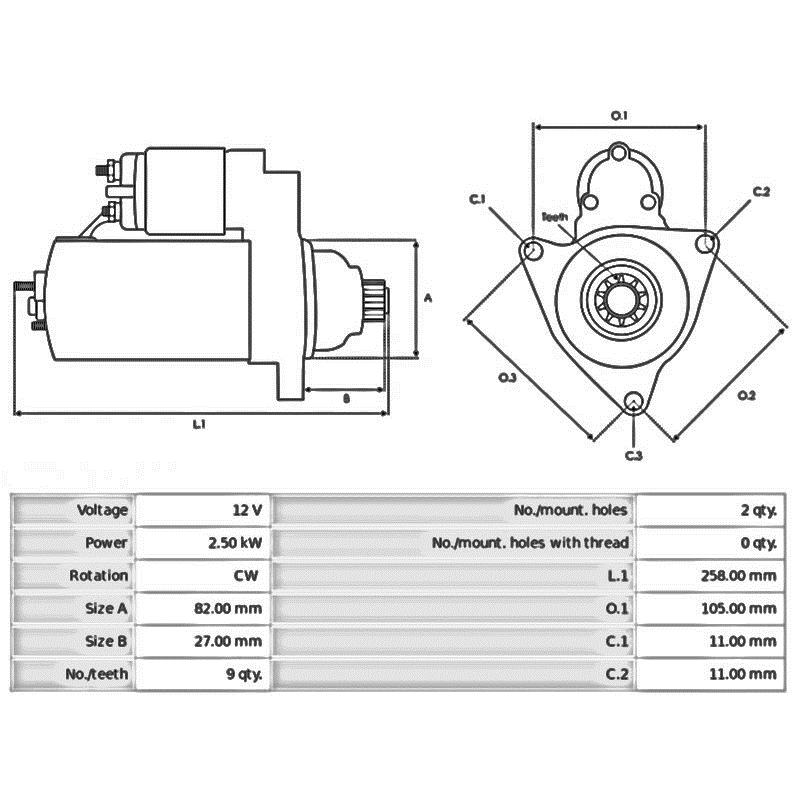 O.1
C.1
C.2
Teeth
A
B
O.3
O.2
L.1
C.3
Voltage 12 V No./mount. holes 2 qty.
Power 2.50 kW No./mount. holes with thread 0 qty.
Rotation CW L.1 258.00 mm
Size A 82.00 mm O.1 105.00 mm
Size B 27.00 mm C.1 11.00 mm
No./teeth 9 qty. C.2 11.00 mm